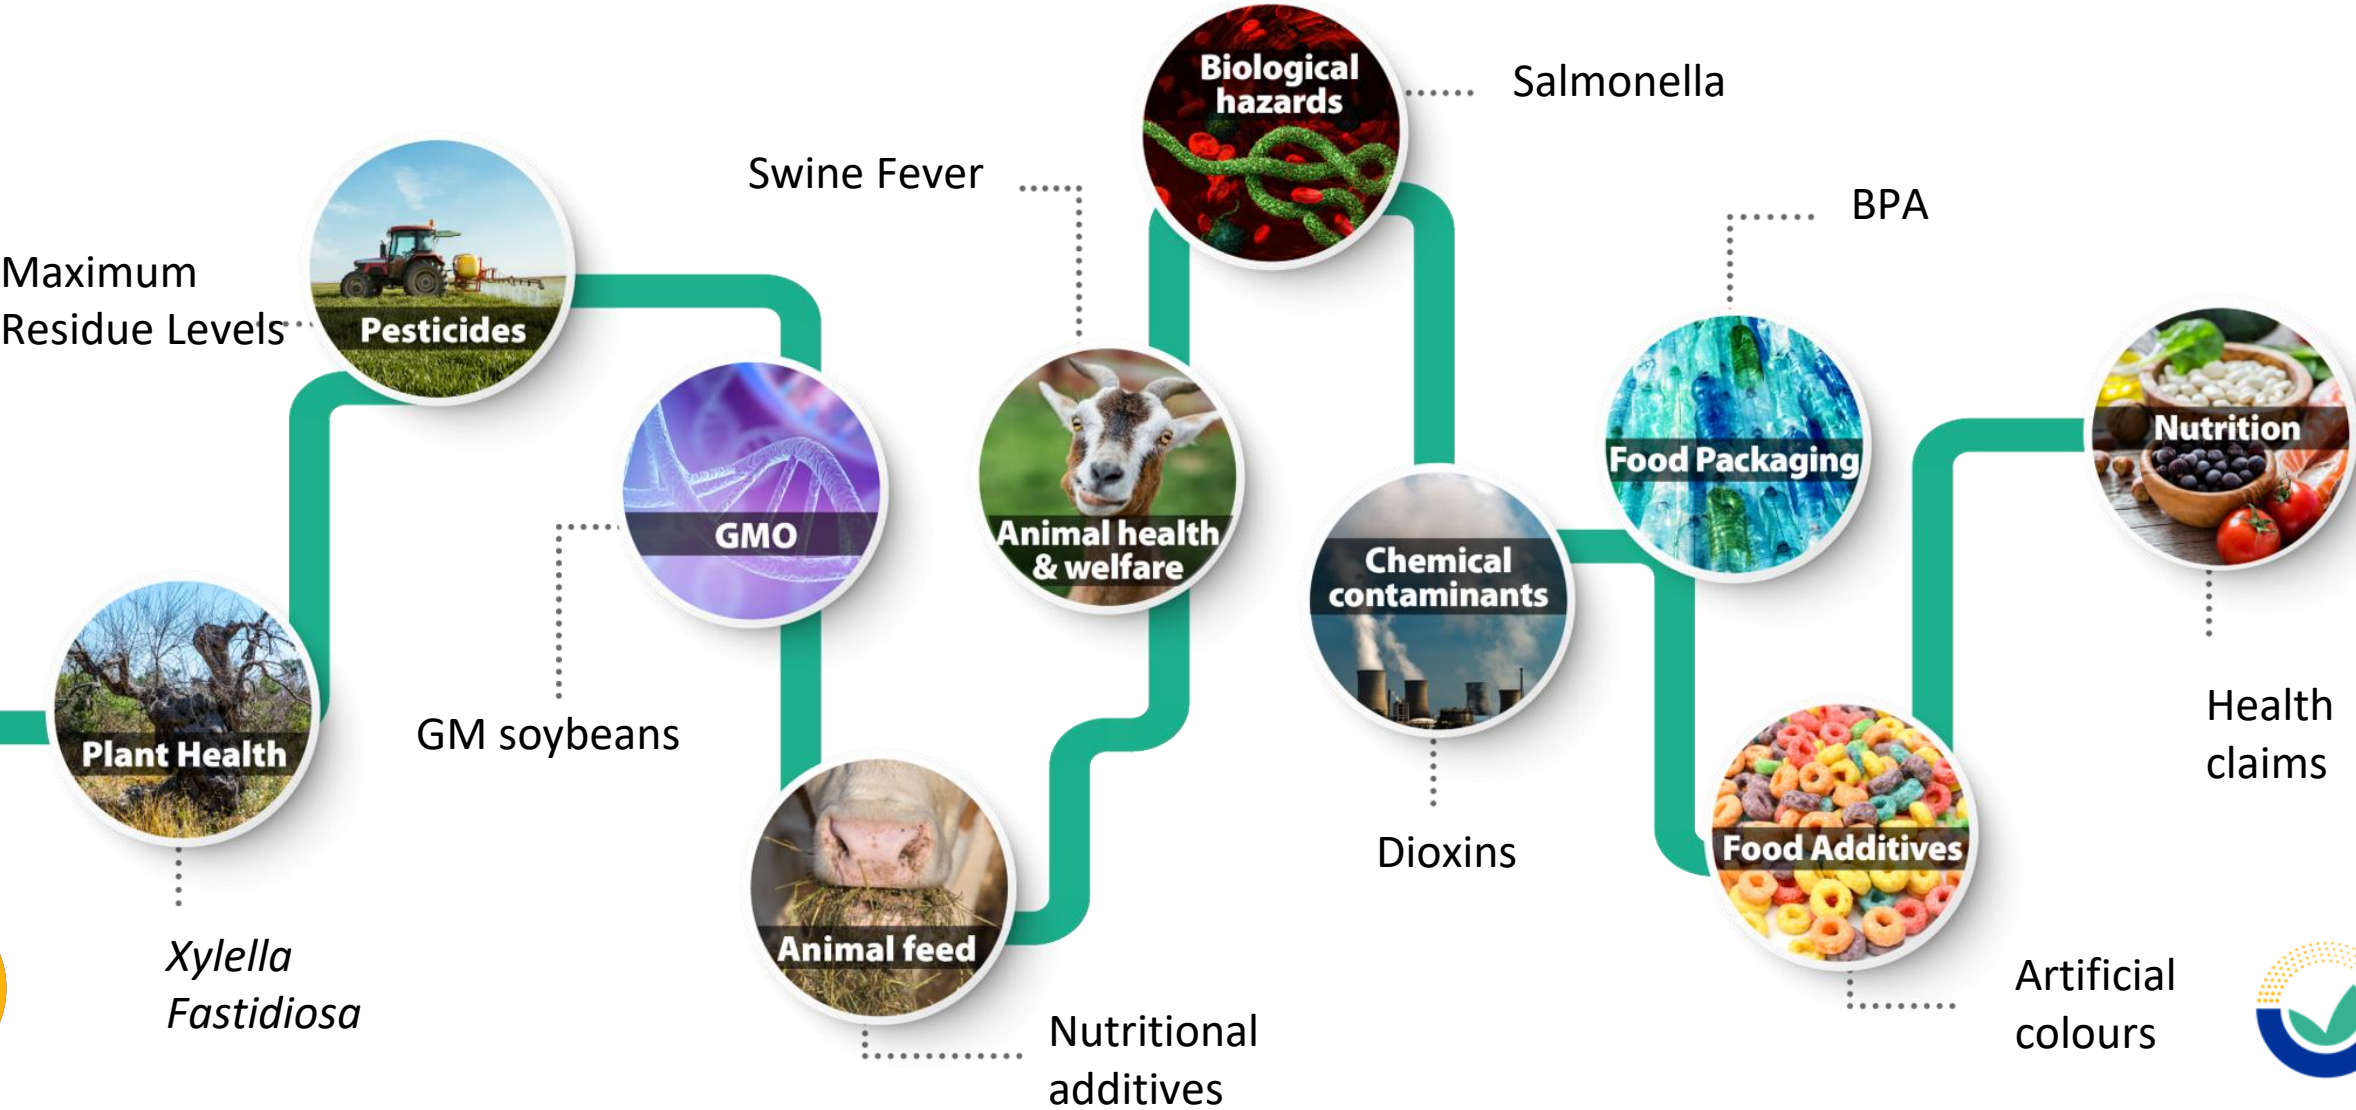 Biological
hazards
Salmonella
Swine Fever
BPA
Maximum
Residue Levels
Pesticides
Nutrition
Food Packaging
GMO
Animal health
& welfare
Chemical
contaminants
Plant Health
GM soybeans
Health
claims
Dioxins
Food Additives
Animal feed
Xylella
Fastidiosa
Artificial
colours
Nutritional
additives